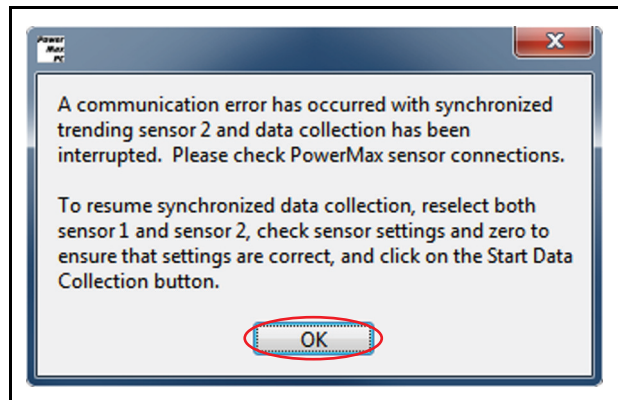 Power
Max
PC
A communication error has occurred with synchronized
trending sensor 2 and data collection has been
interrupted.  Please check PowerMax sensor connections.
To resume synchronized data collection, reselect both
sensor 1 and sensor 2, check sensor settings and zero to
ensure that settings are correct, and click on the Start Data
Collection button.
OK